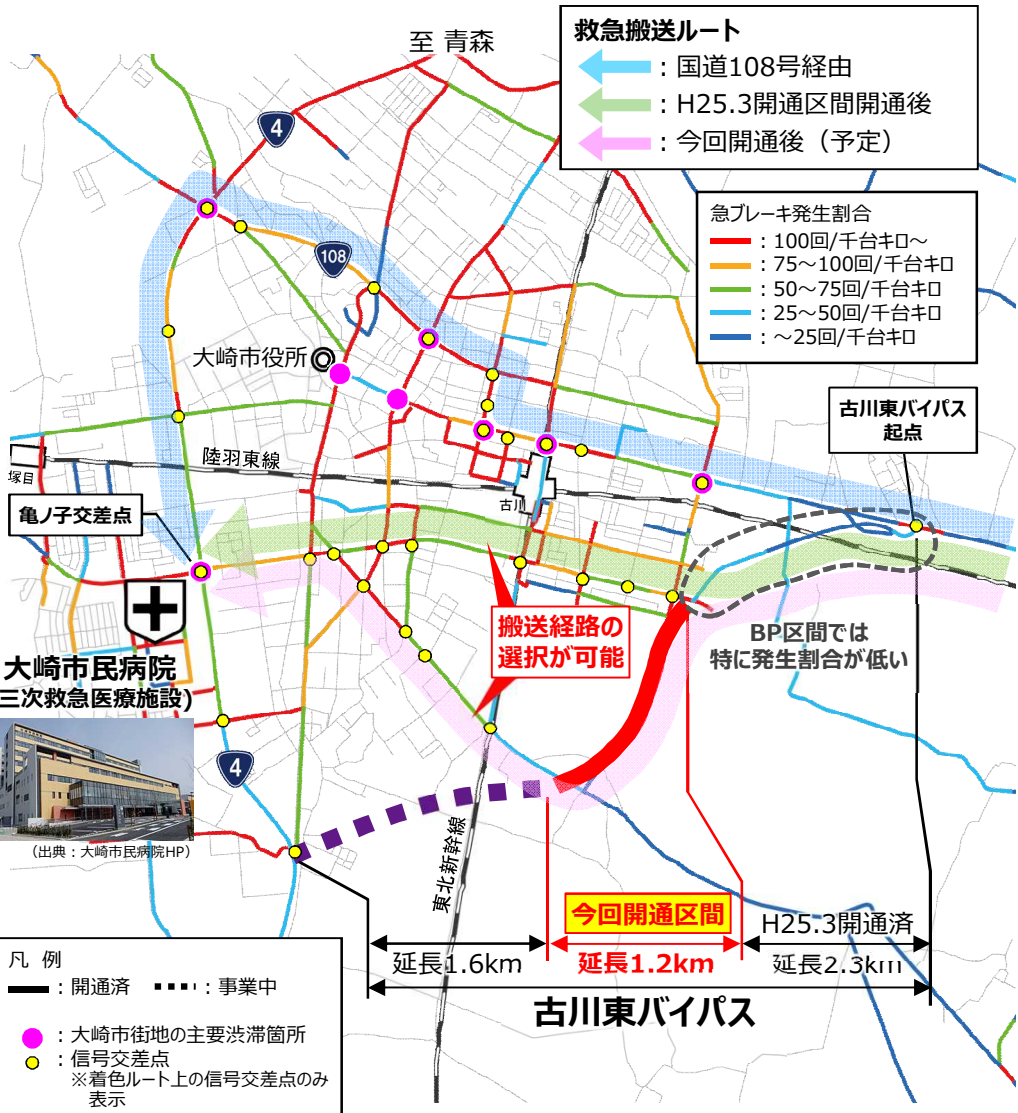 至 青森
救急搬送ルート
：国道108号経由
：H25.3開通区間開通後
：今回開通後（予定）
4
急ブレーキ発生割合
：100回/千台キロ～
：75～100回/千台キロ
：50～75回/千台キロ
：25～50回/千台キロ
：～25回/千台キロ
108
大崎市役所
古川東バイパス
起点
陸羽東線
塚目
古川
亀ノ子交差点
搬送経路の
選択が可能
BP区間では
特に発生割合が低い
大崎市民病院
三次救急医療施設)
4
（出典：大崎市民病院HP）
東北新幹線
今回開通区間
H25.3開通済
延長1.6km
延長1.2km
延長2.3km
古川東バイパス
凡 例
：開通済
：事業中
：大崎市街地の主要渋滞箇所
：信号交差点
※着色ルート上の信号交差点のみ
表示